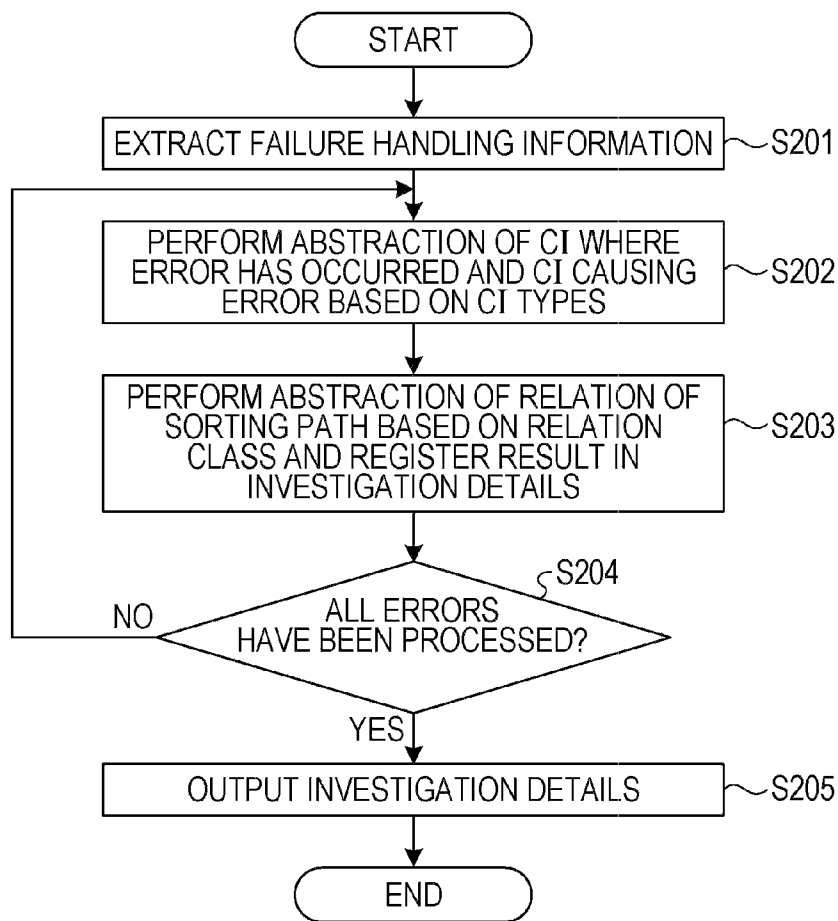 START
EXTRACT FAILURE HANDLING INFORMATION
S201
PERFORM ABSTRACTION OF CI WHERE
ERROR HAS OCCURRED AND CI CAUSING
ERROR BASED ON CI TYPES
S202
PERFORM ABSTRACTION OF RELATION OF
SORTING PATH BASED ON RELATION
CLASS AND REGISTER RESULT IN
INVESTIGATION DETAILS
S203
S204
ALL ERRORS
HAVE BEEN PROCESSED?
NO
YES
OUTPUT INVESTIGATION DETAILS
S205
END